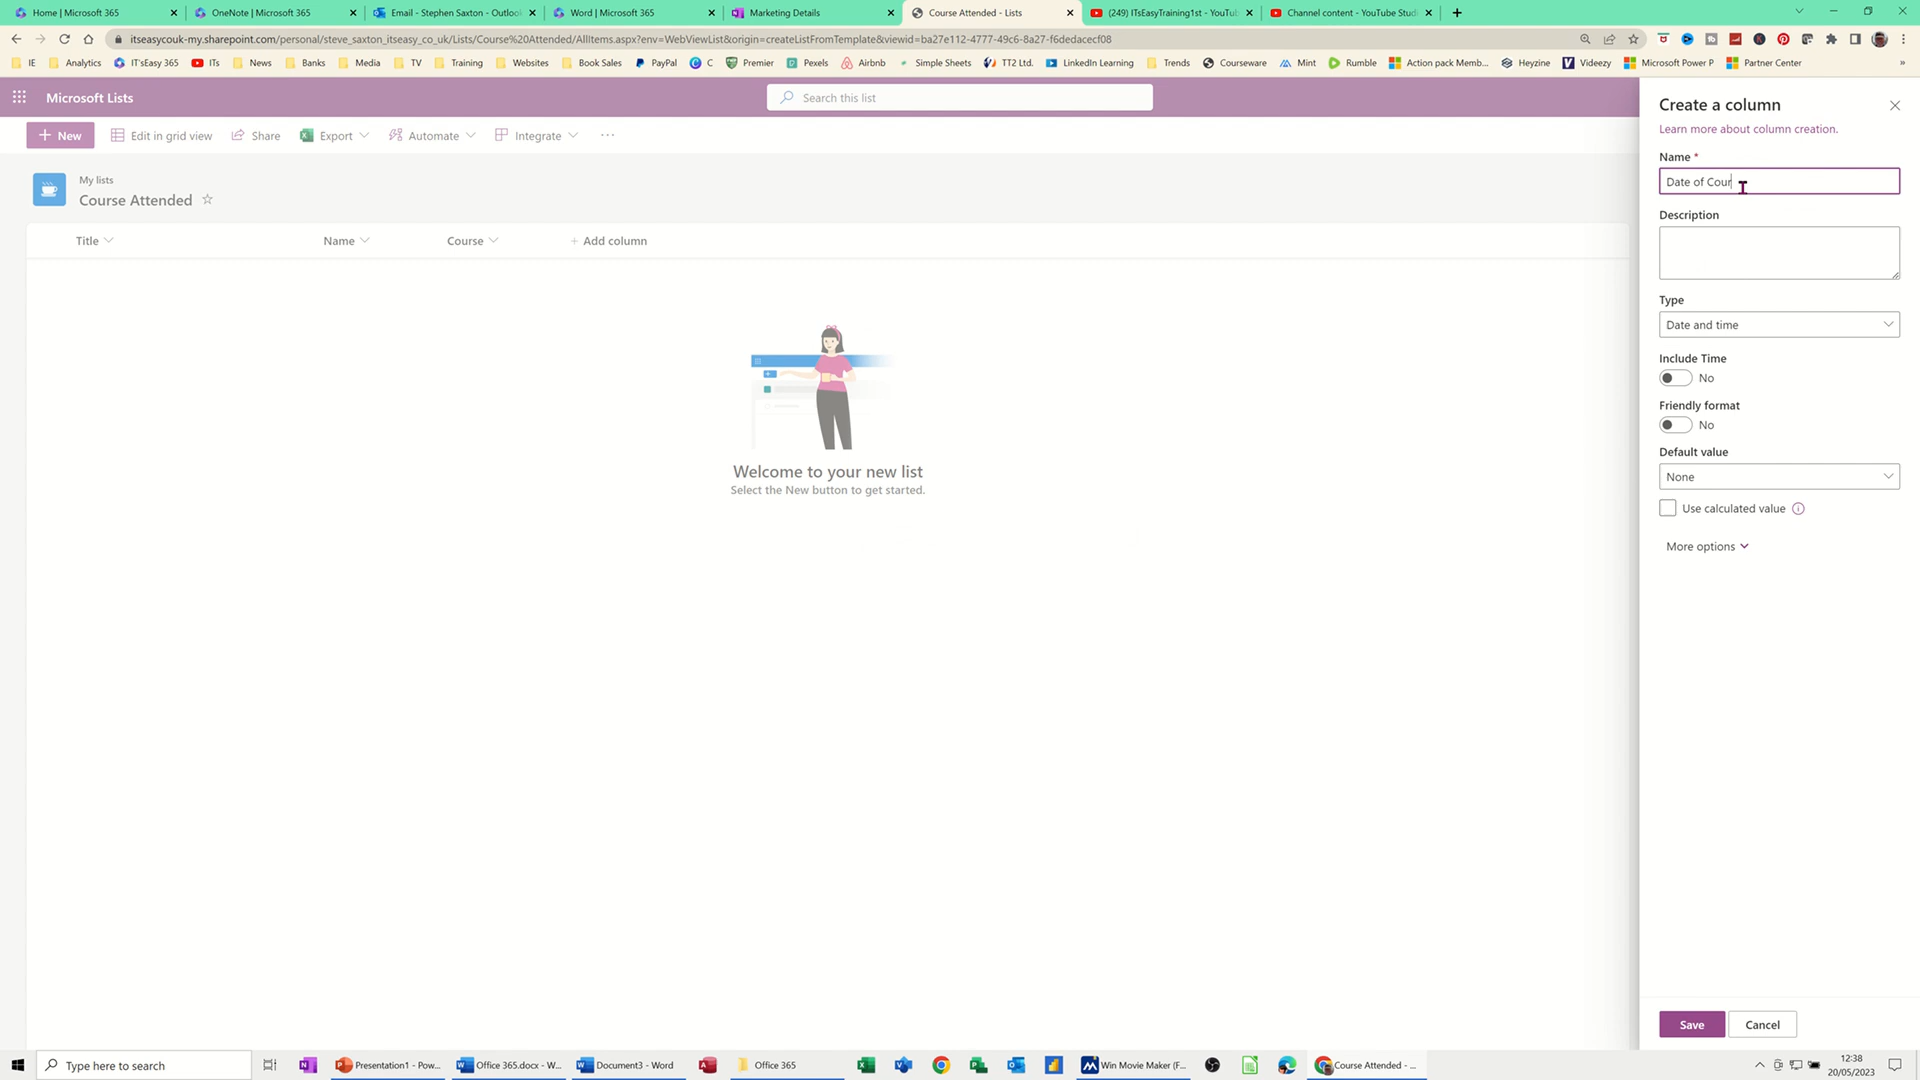 Home | Microsoft 365
OneNote | Microsoft 365
Email - Stephen Saxton - Outlook
Word | Microsoft 365
Marketing Details
Course Attended - Lists
(249) ITsEasyTraining1st - YouTube
Channel content - YouTube Studi
itseasycouk-my.sharepoint.com/personal/steve_saxton_itseasy_co_uk/Lists/Course%20Attended/AllItems.aspx?env=WebViewList&origin=createListFromTemplate&viewid=ba27e112-4777-49c6-8a27-f6dedacecf08
IE Analytics IT'sEasy 365 ITs News Banks Media TV Training Websites Book Sales PayPal C Premier Pexels Airbnb Simple Sheets TT2 Ltd. LinkedIn Learning Trends Courseware Mint Rumble Action pack Memb... Heyzine Videezy Microsoft Power P Partner Center »
Microsoft Lists
Search this list
+ New Edit in grid view Share Export Automate Integrate ...
My lists
Course Attended
Title Name Course + Add column
Welcome to your new list
Select the New button to get started.
Create a column
Learn more about column creation.
Name *
Date of Cour
Description
Type
Date and time
Include Time
No
Friendly format
No
Default value
None
Use calculated value
More options
Save Cancel
Type here to search
Presentation1 - Pow...
Office 365.docx - W...
Document3 - Word
Office 365
Win Movie Maker (F...
Course Attended - ...
12:38
20/05/2023